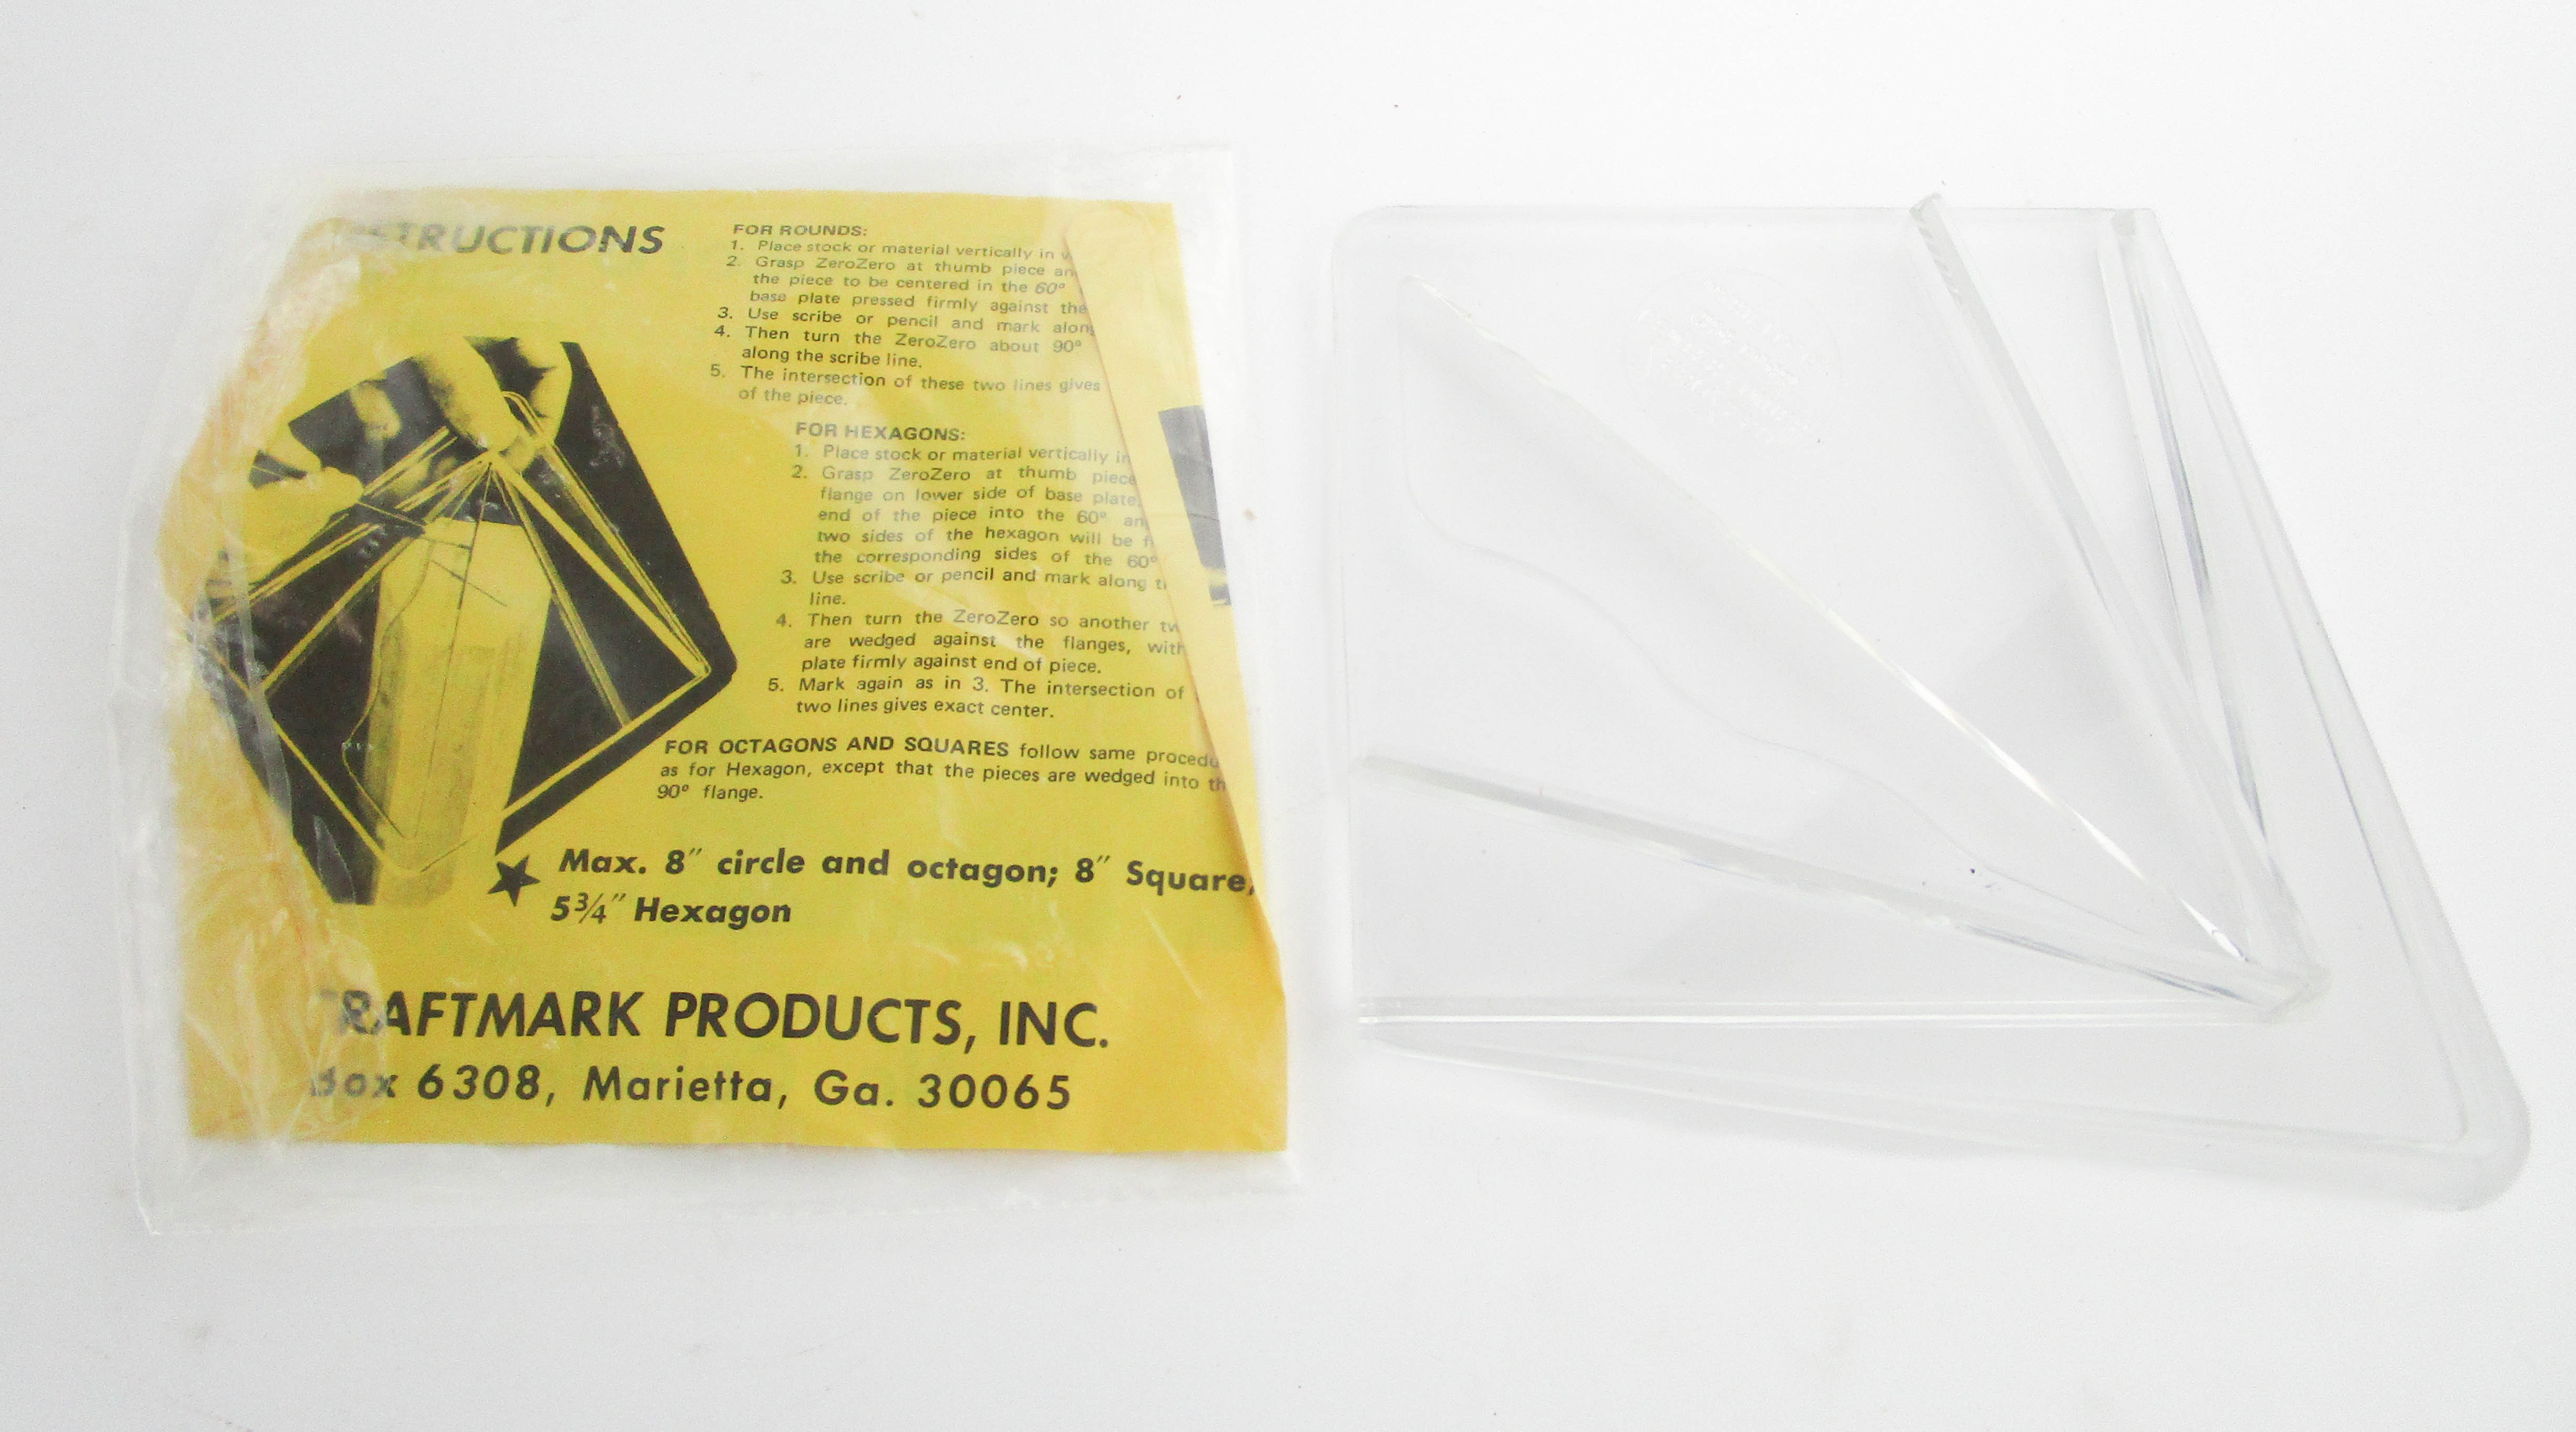 INSTRUCTIONS
FOR ROUNDS:
1. Place stock or material vertically in
2. Grasp ZeroZero at thumb piece
the piece to be centered in the 60°
base plate pressed firmly against the
3. Use scribe or pencil and mark along
4. Then turn the ZeroZero about 90°
along the scribe line.
5. The intersection of these two lines gives
of the piece.
FOR HEXAGONS:
1. Place stock or material vertically in
2. Grasp ZeroZero at thumb piece
flange on lower side of base plate.
end of the piece into the 60°
two sides of the hexagon will be
the corresponding sides of the 60°
3. Use scribe or pencil and mark along
line.
4. Then turn the ZeroZero so another
are wedged against the flanges, with
plate firmly against end of piece.
5. Mark again as in 3. The intersection of
two lines gives exact center.
FOR OCTAGONS AND SQUARES follow same
as for Hexagon, except that the pieces are wedged into
90° flange.
★ Max. 8" circle and octagon; 8" Square,
5¾" Hexagon
RAFTMARK PRODUCTS, INC.
Box 6308, Marietta, Ga. 30065